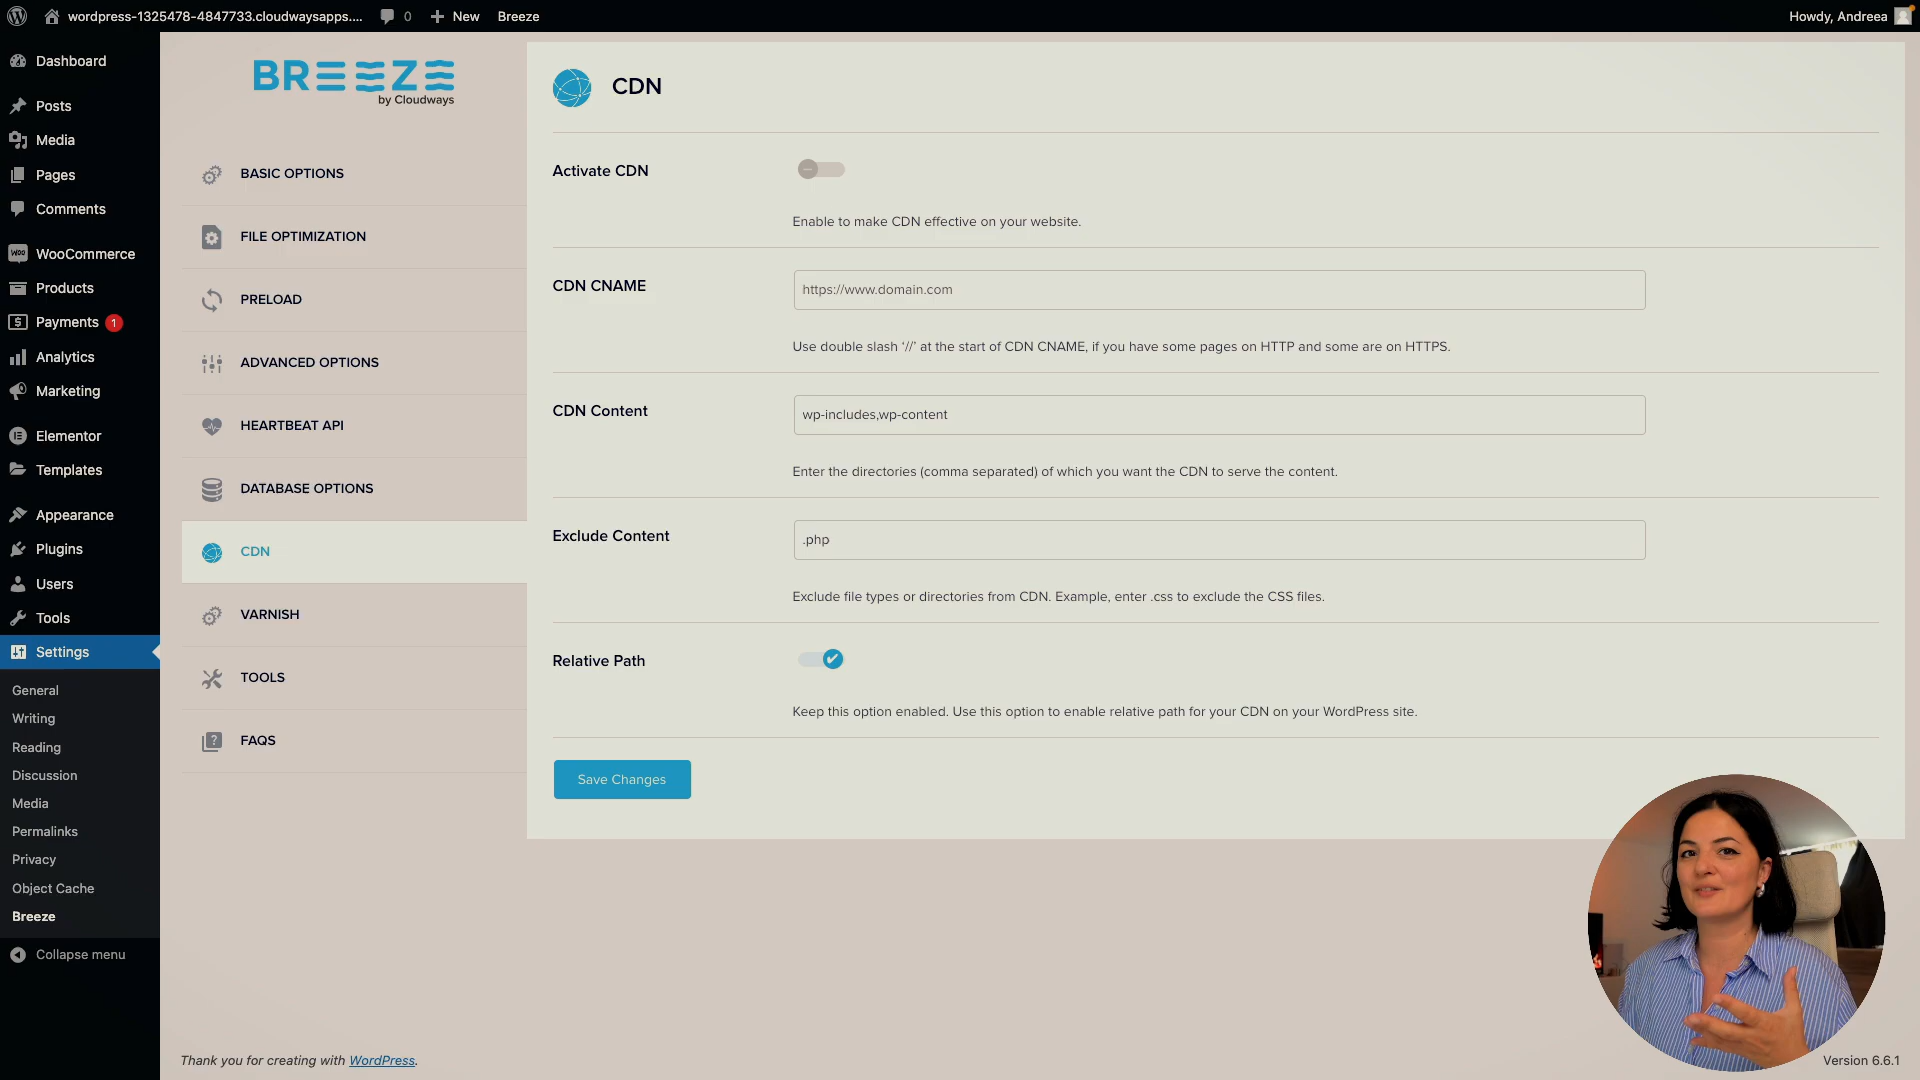 wordpress-1325478-4847733.cloudwaysapps....
0
New
Breeze
Howdy, Andreea
Dashboard
Posts
Media
Pages
Comments
WooCommerce
Products
Payments 1
Analytics
Marketing
Elementor
Templates
Appearance
Plugins
Users
Tools
Settings
General
Writing
Reading
Discussion
Media
Permalinks
Privacy
Object Cache
Breeze
Collapse menu
BREEZE
by Cloudways
BASIC OPTIONS
FILE OPTIMIZATION
PRELOAD
ADVANCED OPTIONS
HEARTBEAT API
DATABASE OPTIONS
CDN
VARNISH
TOOLS
FAQS
CDN
Activate CDN
Enable to make CDN effective on your website.
CDN CNAME
https://www.domain.com
Use double slash ‘//’ at the start of CDN CNAME, if you have some pages on HTTP and some are on HTTPS.
CDN Content
wp-includes,wp-content
Enter the directories (comma separated) of which you want the CDN to serve the content.
Exclude Content
.php
Exclude file types or directories from CDN. Example, enter .css to exclude the CSS files.
Relative Path
Keep this option enabled. Use this option to enable relative path for your CDN on your WordPress site.
Save Changes
Thank you for creating with WordPress.
Version 6.6.1